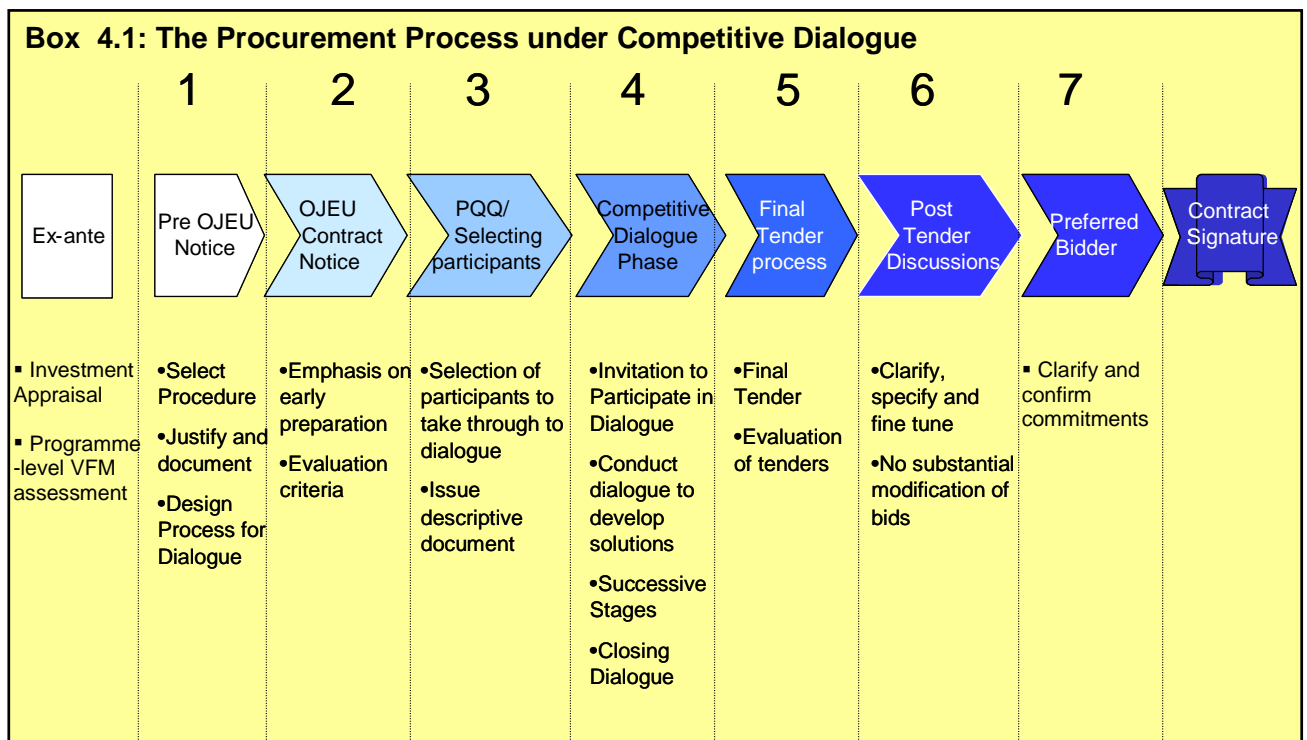 Box 4.1: The Procurement Process under Competitive Dialogue
1 2 3 4 5 6 7
Ex-ante
Pre OJEU
Notice
OJEU
Contract
Notice
PQQ/
Selecting
participants
Competitive
Dialogue
Phase
Final
Tender
process
Post
Tender
Discussions
Preferred
Bidder
Contract
Signature
▪ Investment
Appraisal
▪ Programme
-level VFM
assessment
•Select
Procedure
•Justify and
document
•Design
Process for
Dialogue
•Emphasis on
early
preparation
•Evaluation
criteria
•Selection of
participants to
take through to
dialogue
•Issue
descriptive
document
•Invitation to
Participate in
Dialogue
•Conduct
dialogue to
develop
solutions
•Successive
Stages
•Closing
Dialogue
•Final
Tender
•Evaluation
of tenders
•Clarify,
specify and
fine tune
•No substantial
modification of
bids
▪ Clarify and
confirm
commitments